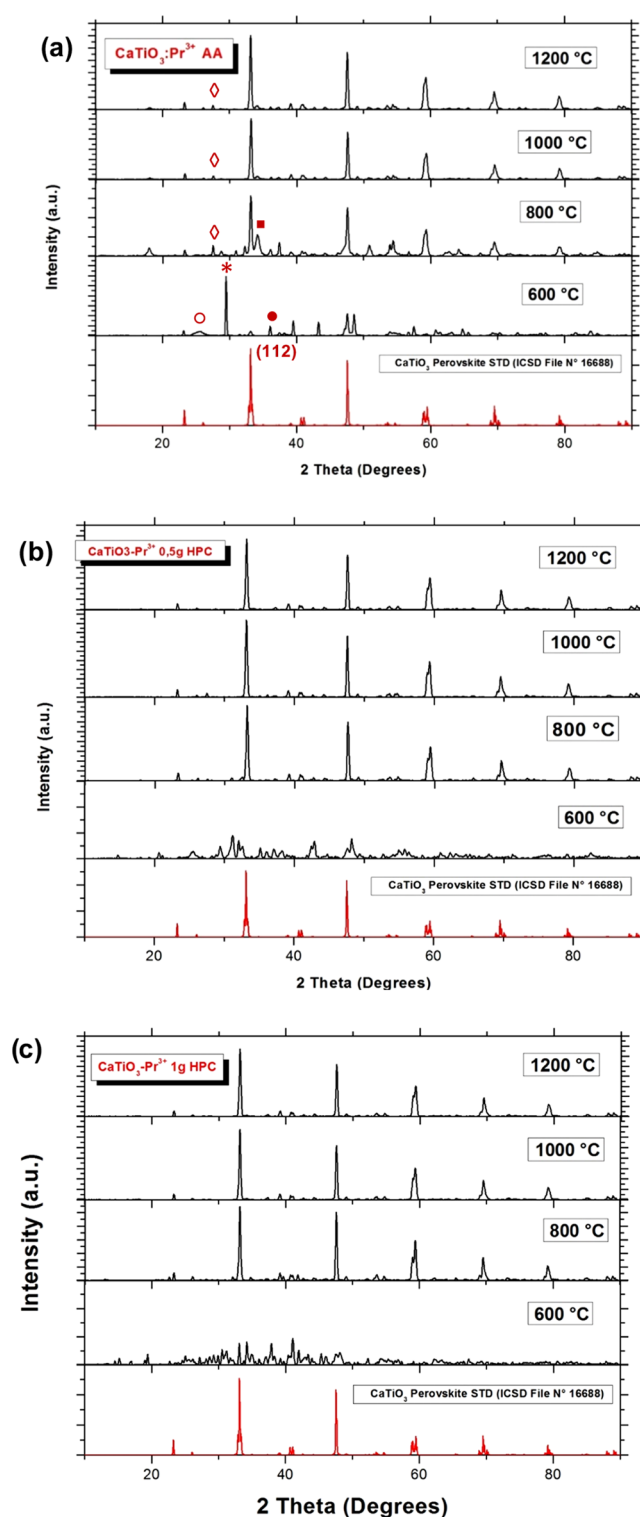 (a)
CaTiO₃:Pr³⁺ AA
1200 °C
1000 °C
800 °C
600 °C
(112)
CaTiO₃ Perovskite STD (ICSD File N° 16688)
Intensity (a.u.)
20 40 60 80
2 Theta (Degrees)
(b)
CaTiO3-Pr³⁺ 0,5g HPC
1200 °C
1000 °C
800 °C
600 °C
CaTiO₃ Perovskite STD (ICSD File N° 16688)
Intensity (a.u.)
20 40 60 80
2 Theta (Degrees)
(c)
CaTiO₃-Pr³⁺ 1g HPC
1200 °C
1000 °C
800 °C
600 °C
CaTiO₃ Perovskite STD (ICSD File N° 16688)
Intensity (a.u.)
20 40 60 80
2 Theta (Degrees)